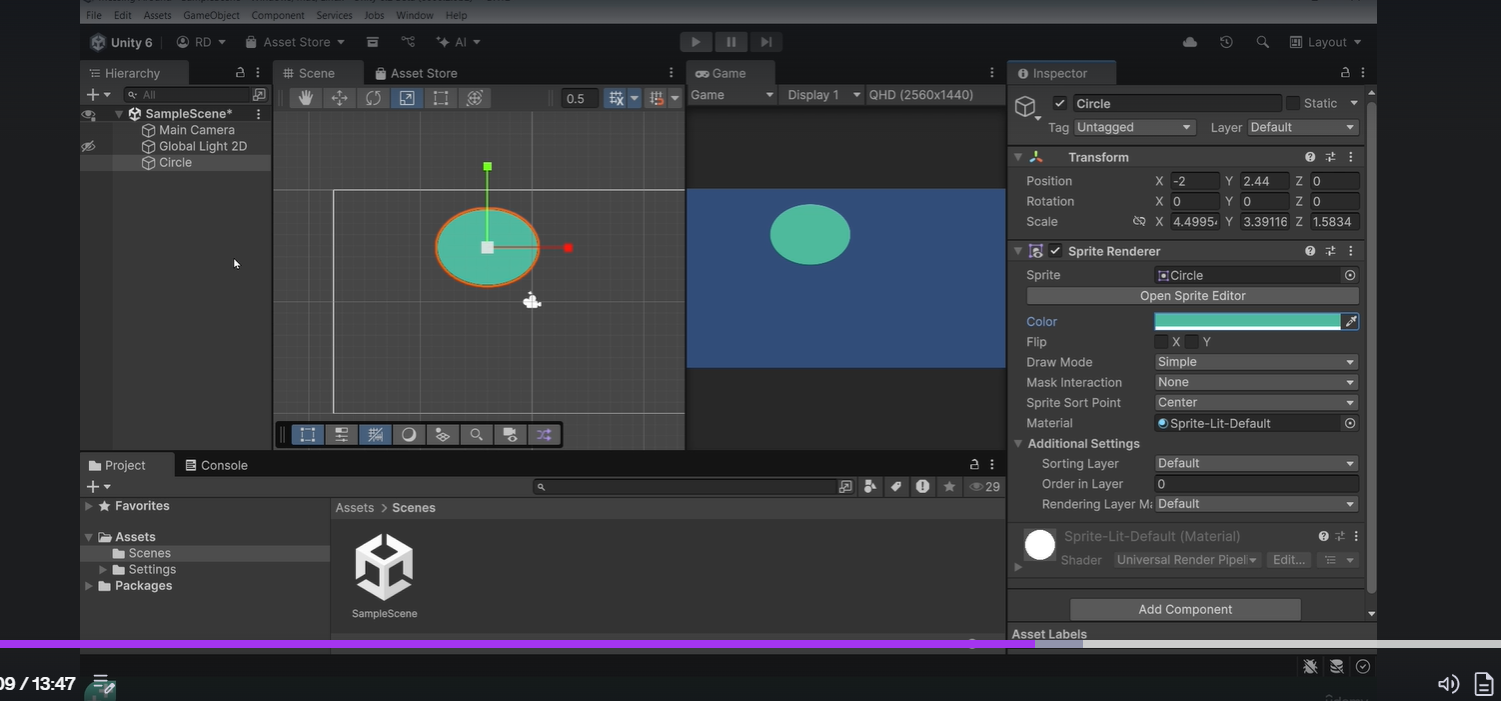 File Edit Assets GameObject Component Services Jobs Window Help
Unity 6 RD Asset Store AI Layout
Hierarchy
All
SampleScene*
Main Camera
Global Light 2D
Circle
Scene Asset Store
0.5
Game
Game Display 1 QHD (2560x1440)
Inspector
Circle Static
Tag Untagged Layer Default
Transform
Position X -2 Y 2.44 Z 0
Rotation X 0 Y 0 Z 0
Scale X 4.4995 Y 3.39116 Z 1.5834
Sprite Renderer
Sprite Circle
Open Sprite Editor
Color
Flip X Y
Draw Mode Simple
Mask Interaction None
Sprite Sort Point Center
Material Sprite-Lit-Default
Additional Settings
Sorting Layer Default
Order in Layer 0
Rendering Layer Ma Default
Sprite-Lit-Default (Material)
Shader Universal Render Pipel Edit...
Add Component
Asset Labels
Project Console
29
Favorites
Assets
Scenes
Settings
Packages
Assets > Scenes
SampleScene
09 / 13:47